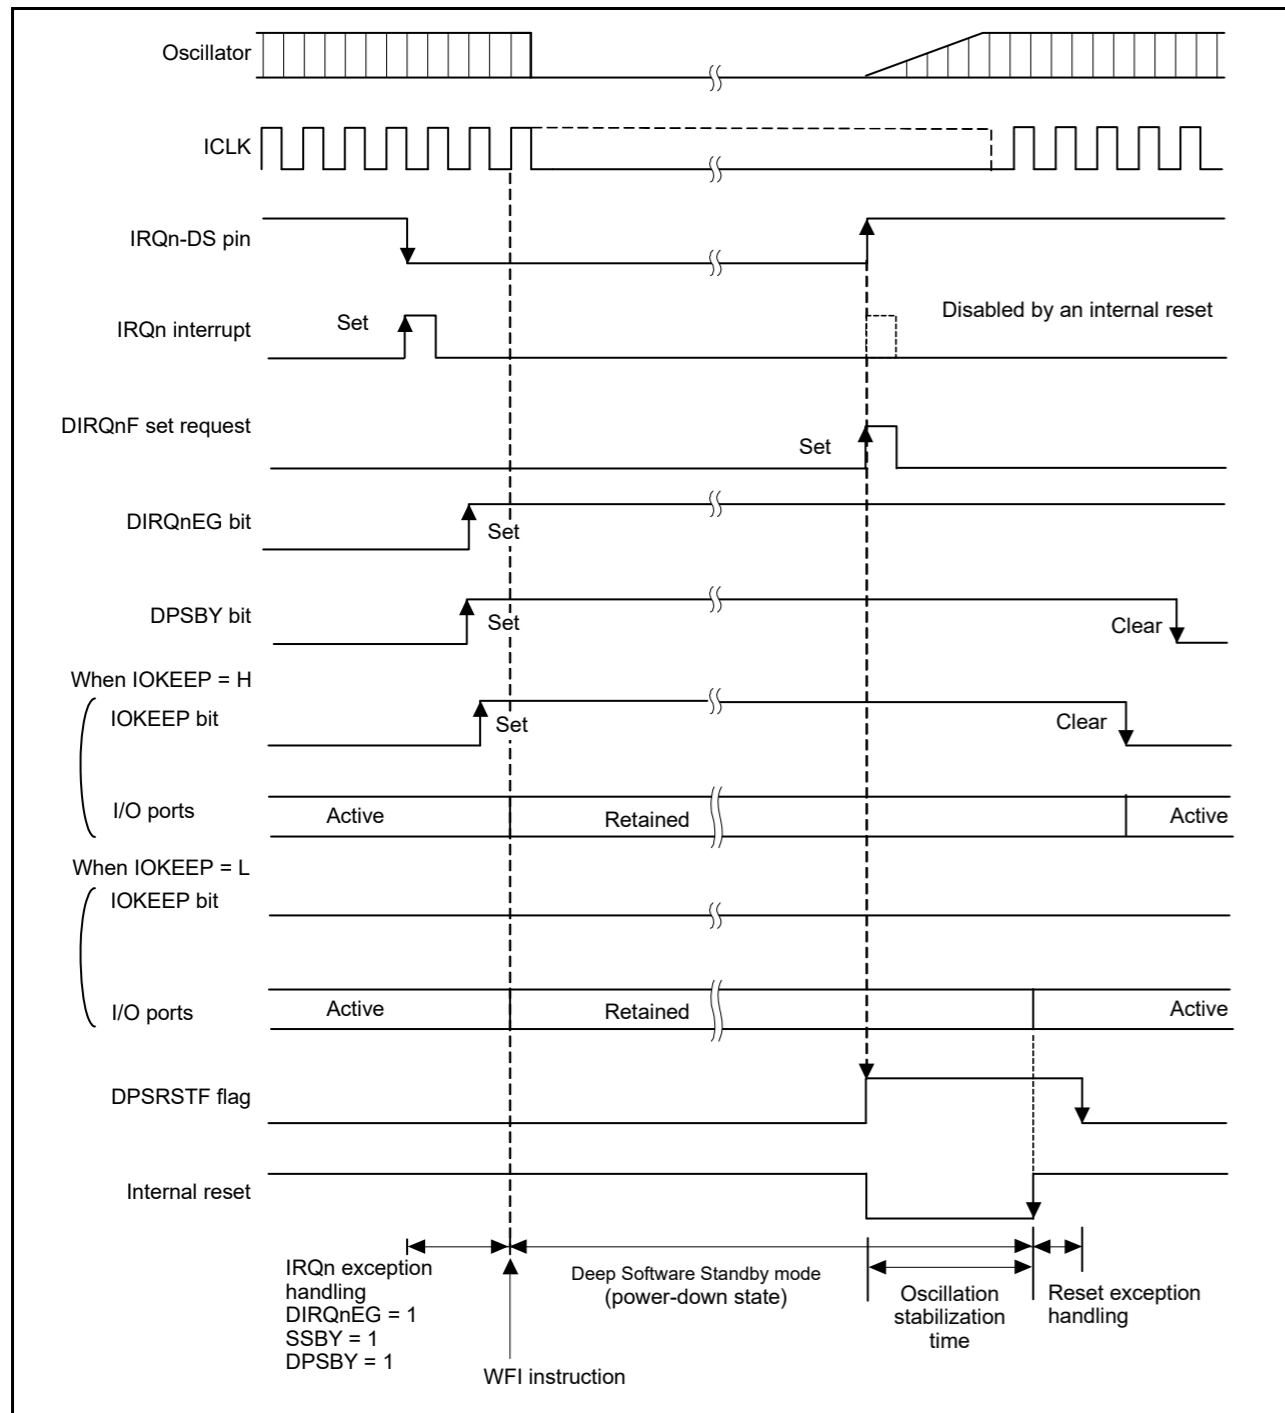 Oscillator
ICLK
IRQn-DS pin
IRQn interrupt
Set
Disabled by an internal reset
DIRQnF set request
Set
DIRQnEG bit
Set
DPSBY bit
Set
Clear
When IOKEEP = H
IOKEEP bit
Set
Clear
I/O ports
Active
Retained
Active
When IOKEEP = L
IOKEEP bit
I/O ports
Active
Retained
Active
DPSRSTF flag
Internal reset
IRQn exception
handling
DIRQnEG = 1
SSBY = 1
DPSBY = 1
WFI instruction
Deep Software Standby mode
(power-down state)
Oscillation
stabilization
time
Reset exception
handling